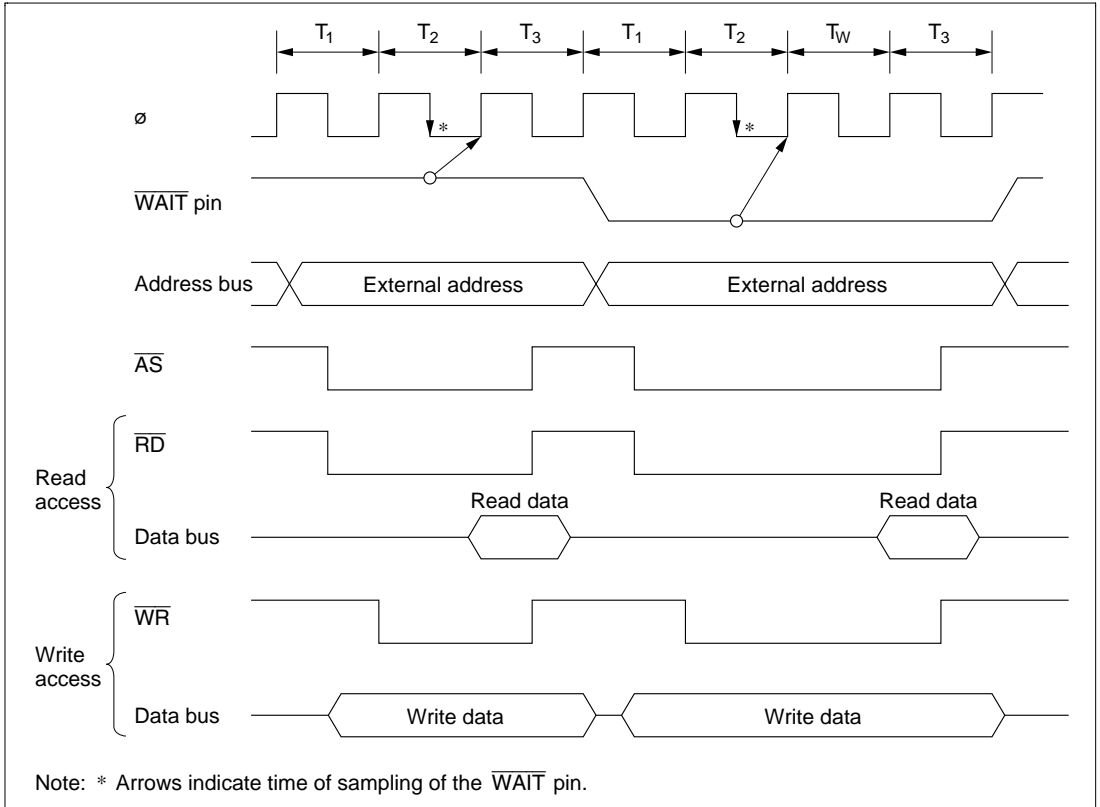 T1 T2 T3 T1 T2 TW T3
ø
* *
WAIT pin
Address bus External address External address
AS
RD
Read access
Read data Read data
Data bus
WR
Write access
Data bus Write data Write data
Note: * Arrows indicate time of sampling of the WAIT pin.